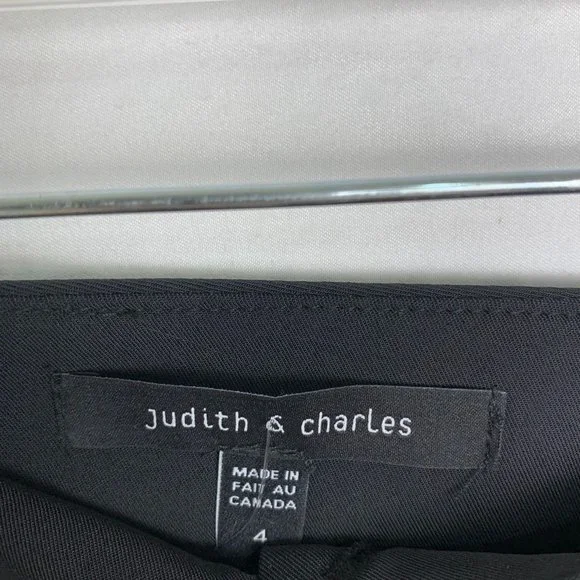 judith & charles
MADE IN
FAIT AU
CANADA
4